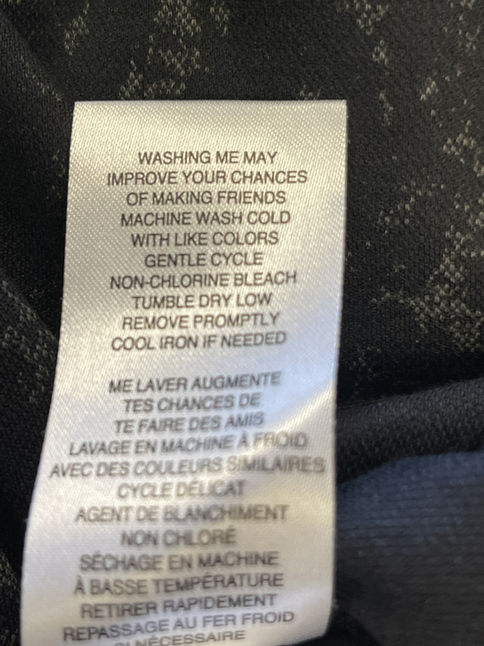 WASHING ME MAY
IMPROVE YOUR CHANCES
OF MAKING FRIENDS
MACHINE WASH COLD
WITH LIKE COLORS
GENTLE CYCLE
NON-CHLORINE BLEACH
TUMBLE DRY LOW
REMOVE PROMPTLY
COOL IRON IF NEEDED
ME LAVER AUGMENTE
TES CHANCES DE
TE FAIRE DES AMIS
LAVAGE EN MACHINE À FROID
AVEC DES COULEURS SIMILAIRES
CYCLE DÉLICAT
AGENT DE BLANCHIMENT
NON CHLORÉ
SÉCHAGE EN MACHINE
À BASSE TEMPÉRATURE
RETIRER RAPIDEMENT
REPASSAGE AU FER FROID
SI NÉCESSAIRE